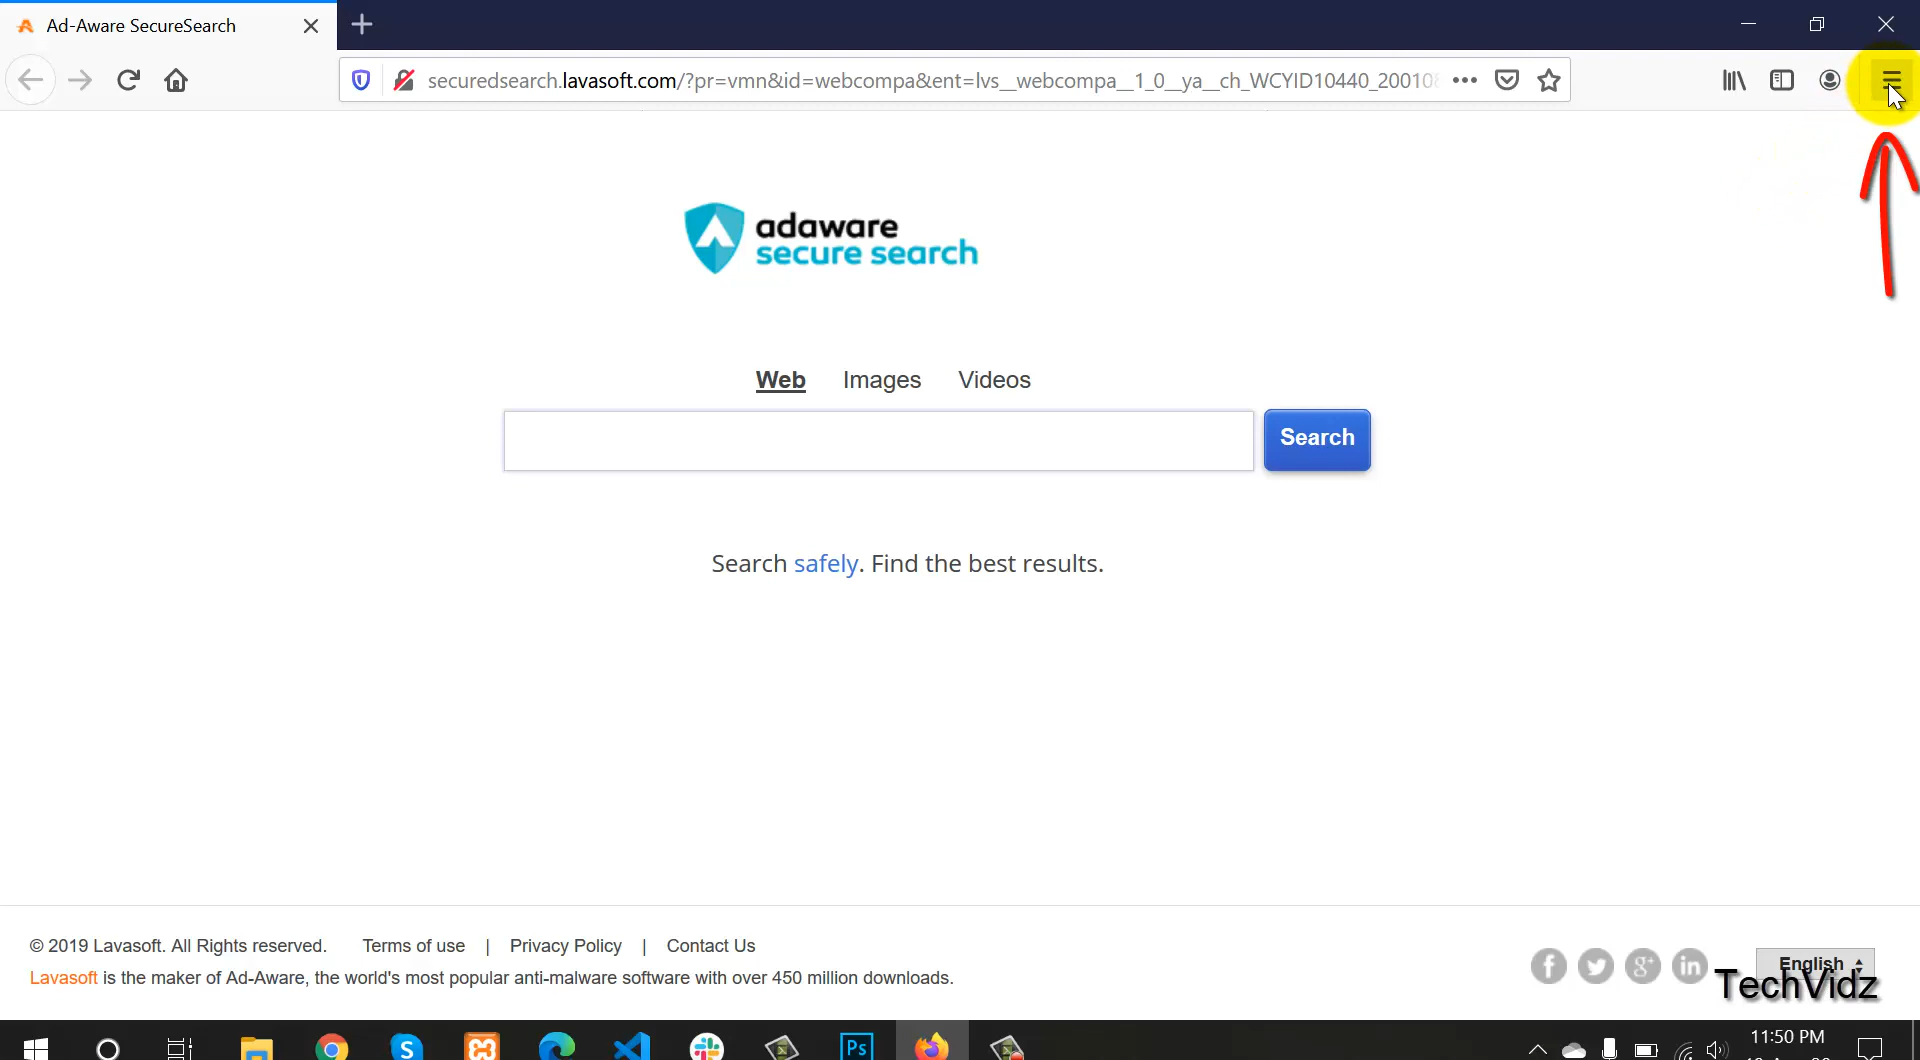 Ad-Aware SecureSearch
securedsearch.lavasoft.com/?pr=vmn&id=webcompa&ent=lvs__webcompa__1_0__ya__ch_WCYID10440_200108
adaware
secure search
Web Images Videos
Search
Search safely. Find the best results.
© 2019 Lavasoft. All Rights reserved. Terms of use | Privacy Policy | Contact Us
Lavasoft is the maker of Ad-Aware, the world's most popular anti-malware software with over 450 million downloads.
English
TechVidz
Ps
11:50 PM